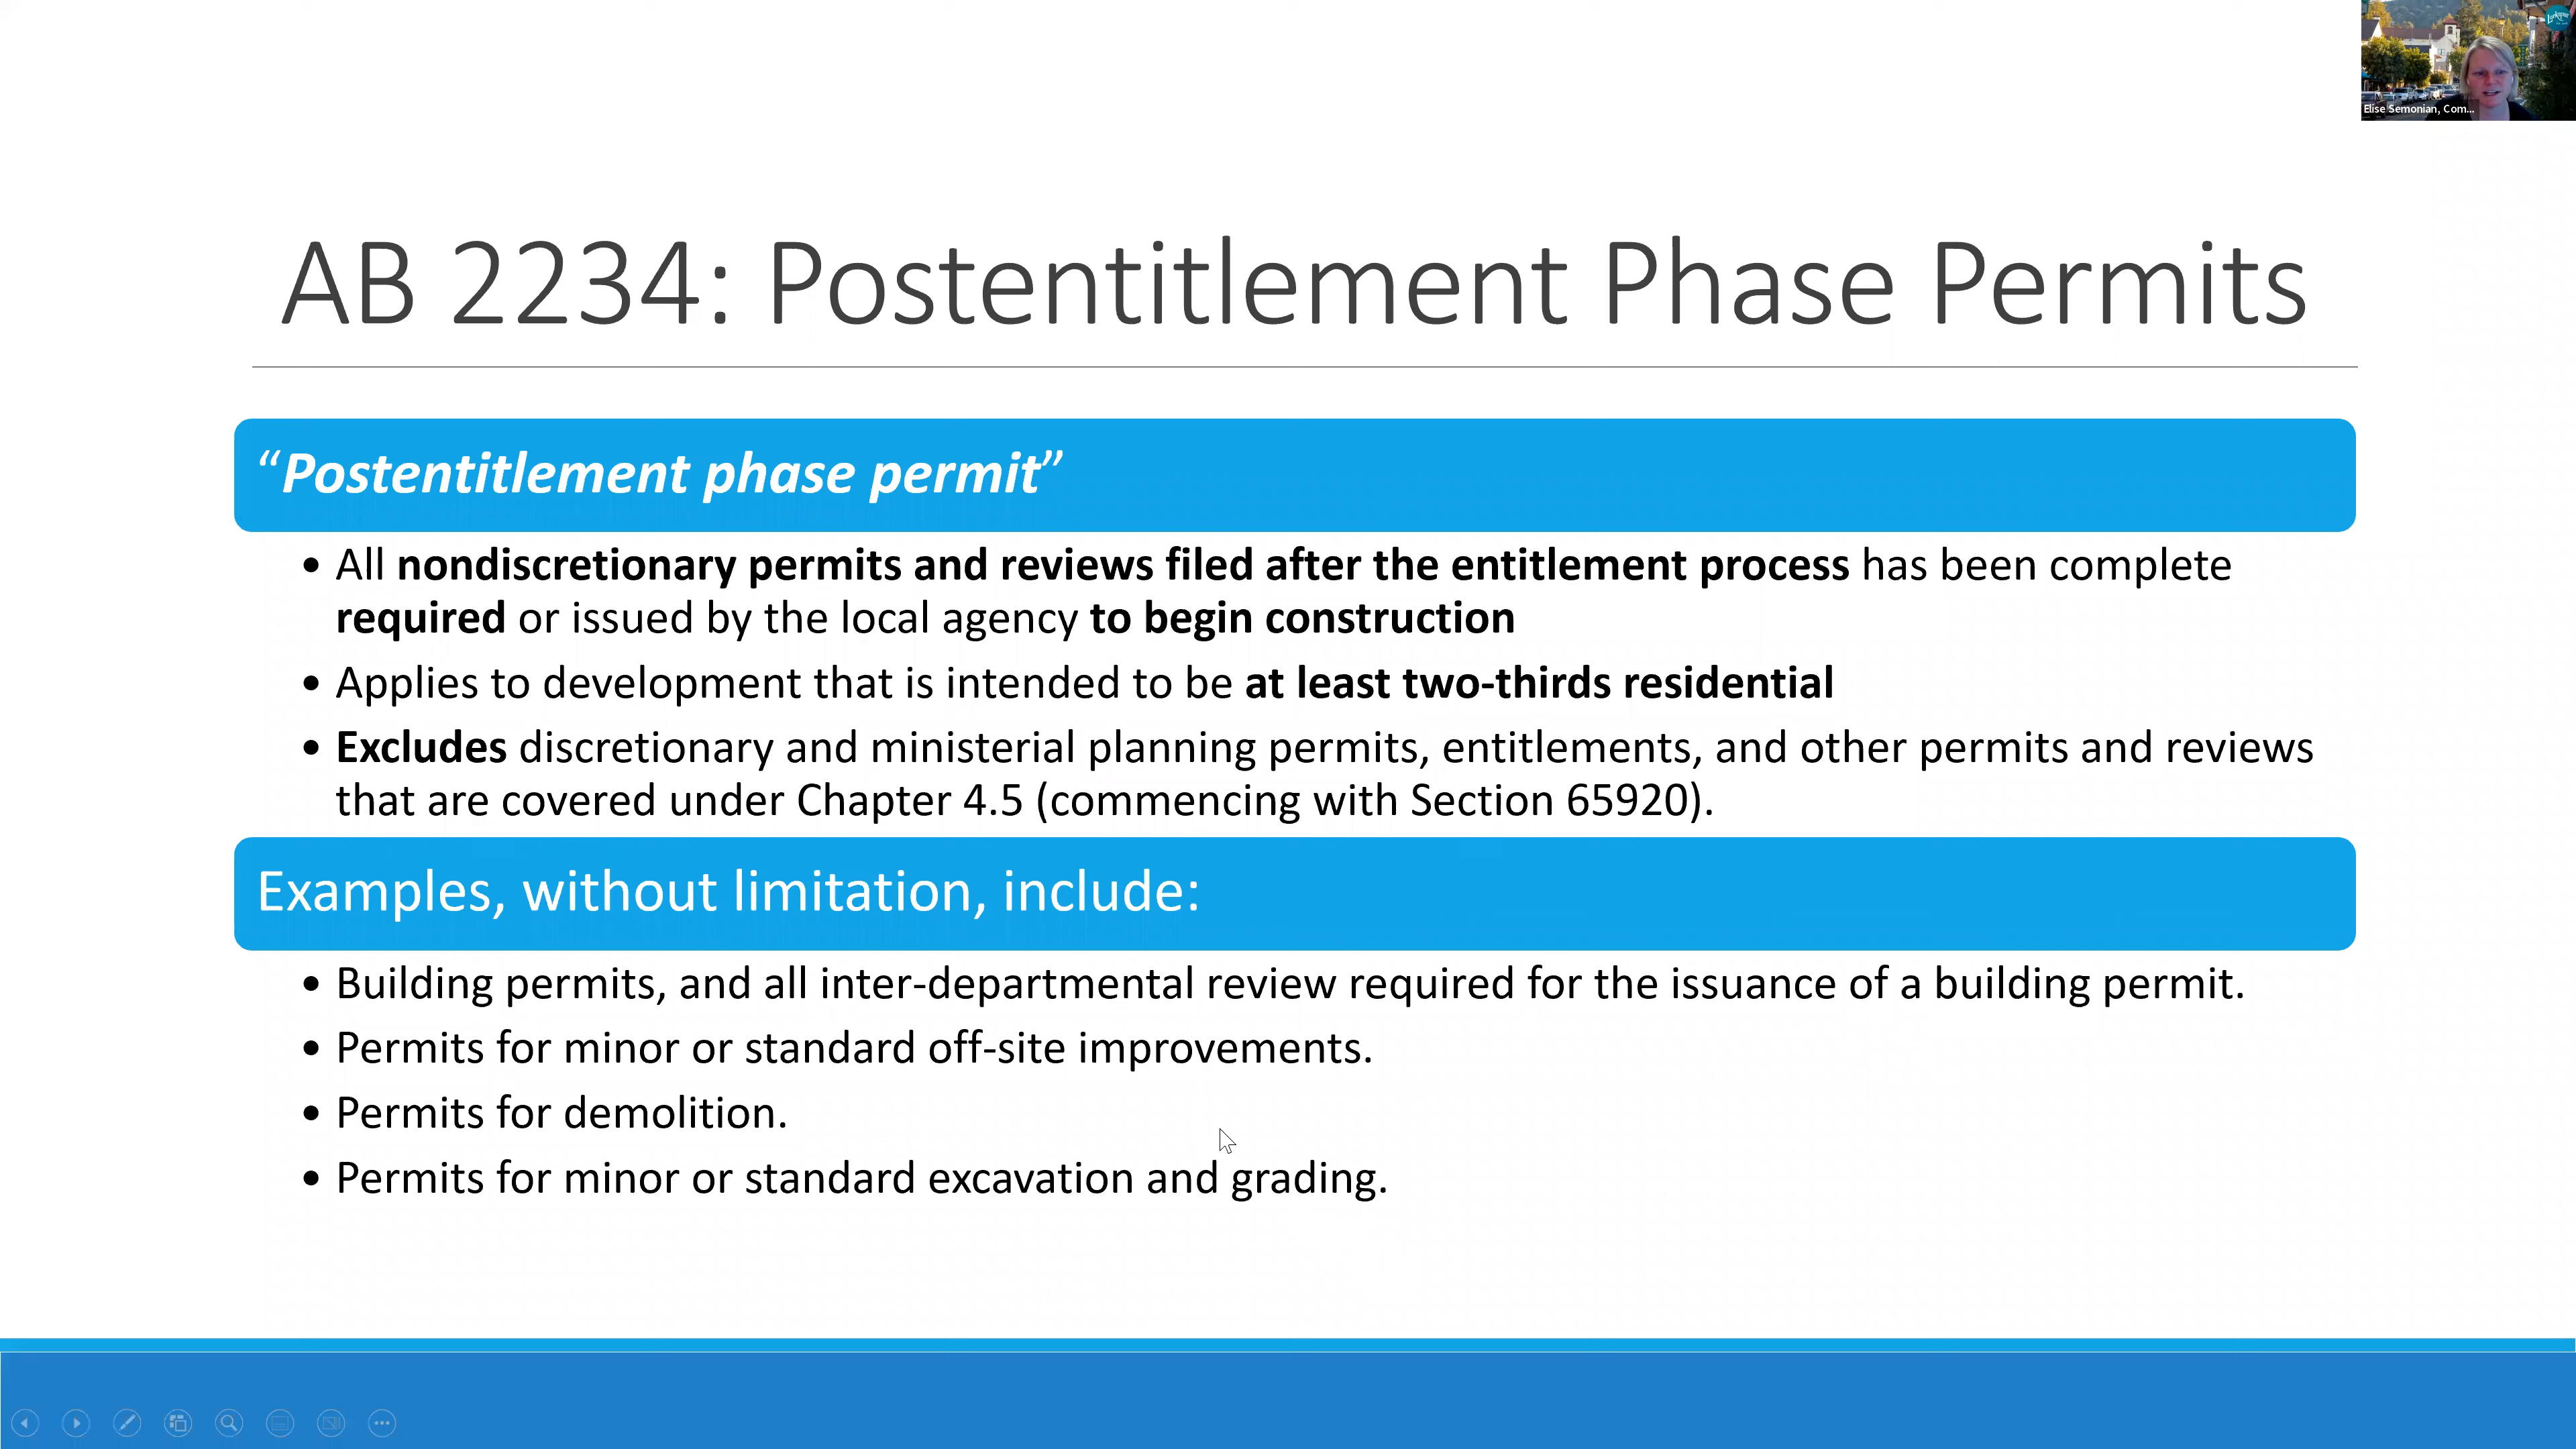 Elise Semonian, Com...
AB 2234: Postentitlement Phase Permits
“Postentitlement phase permit”
• All nondiscretionary permits and reviews filed after the entitlement process has been complete
required or issued by the local agency to begin construction
• Applies to development that is intended to be at least two-thirds residential
• Excludes discretionary and ministerial planning permits, entitlements, and other permits and reviews
that are covered under Chapter 4.5 (commencing with Section 65920).
Examples, without limitation, include:
• Building permits, and all inter-departmental review required for the issuance of a building permit.
• Permits for minor or standard off-site improvements.
• Permits for demolition.
• Permits for minor or standard excavation and grading.